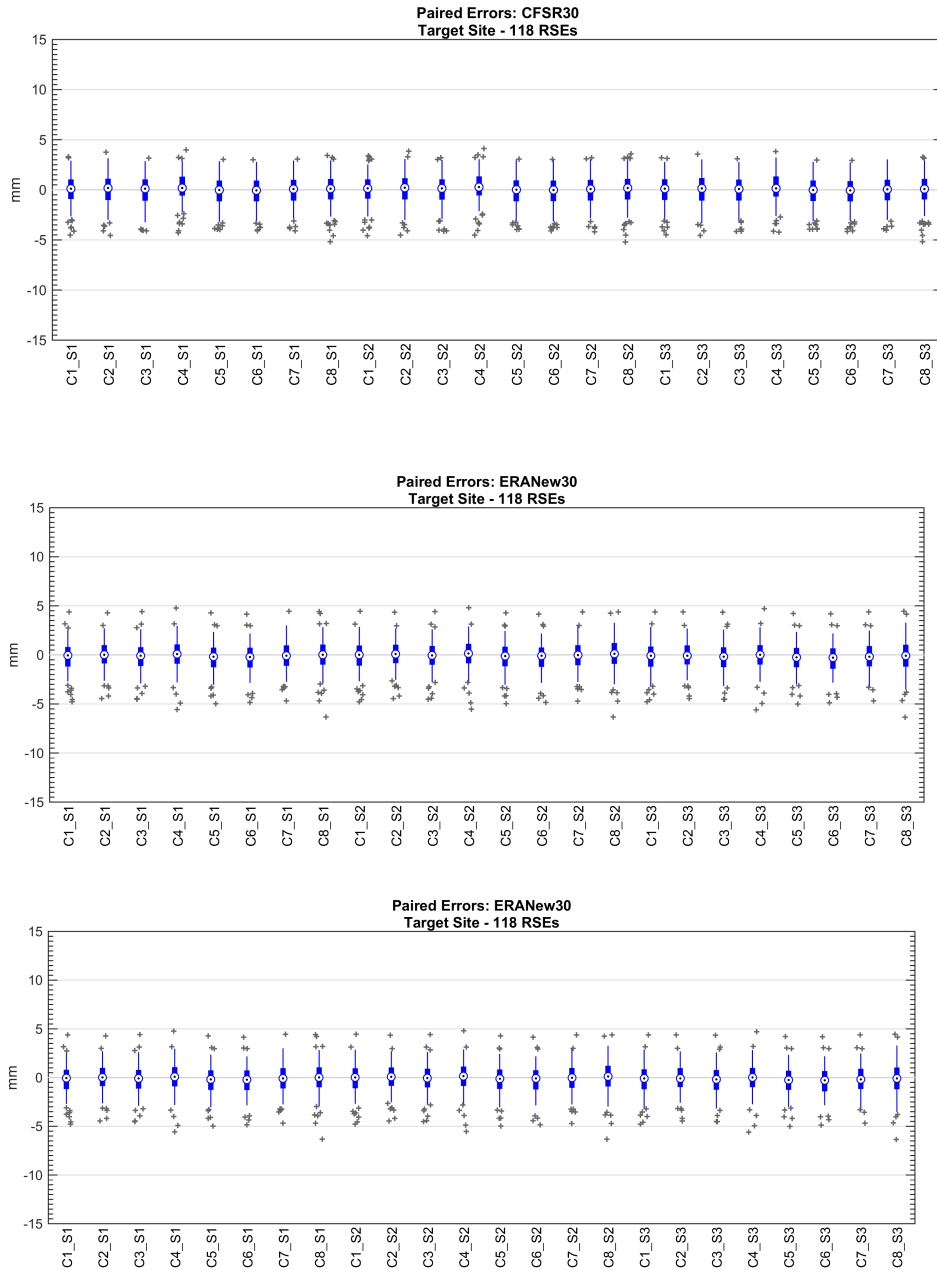 Paired Errors: CFSR30
Target Site - 118 RSEs
15
10
5
0
-5
-10
-15
mm
C1_S1 C2_S1 C3_S1 C4_S1 C5_S1 C6_S1 C7_S1 C8_S1 C1_S2 C2_S2 C3_S2 C4_S2 C5_S2 C6_S2 C7_S2 C8_S2 C1_S3 C2_S3 C3_S3 C4_S3 C5_S3 C6_S3 C7_S3 C8_S3
Paired Errors: ERANew30
Target Site - 118 RSEs
15
10
5
0
-5
-10
-15
mm
C1_S1 C2_S1 C3_S1 C4_S1 C5_S1 C6_S1 C7_S1 C8_S1 C1_S2 C2_S2 C3_S2 C4_S2 C5_S2 C6_S2 C7_S2 C8_S2 C1_S3 C2_S3 C3_S3 C4_S3 C5_S3 C6_S3 C7_S3 C8_S3
Paired Errors: ERANew30
Target Site - 118 RSEs
15
10
5
0
-5
-10
-15
mm
C1_S1 C2_S1 C3_S1 C4_S1 C5_S1 C6_S1 C7_S1 C8_S1 C1_S2 C2_S2 C3_S2 C4_S2 C5_S2 C6_S2 C7_S2 C8_S2 C1_S3 C2_S3 C3_S3 C4_S3 C5_S3 C6_S3 C7_S3 C8_S3